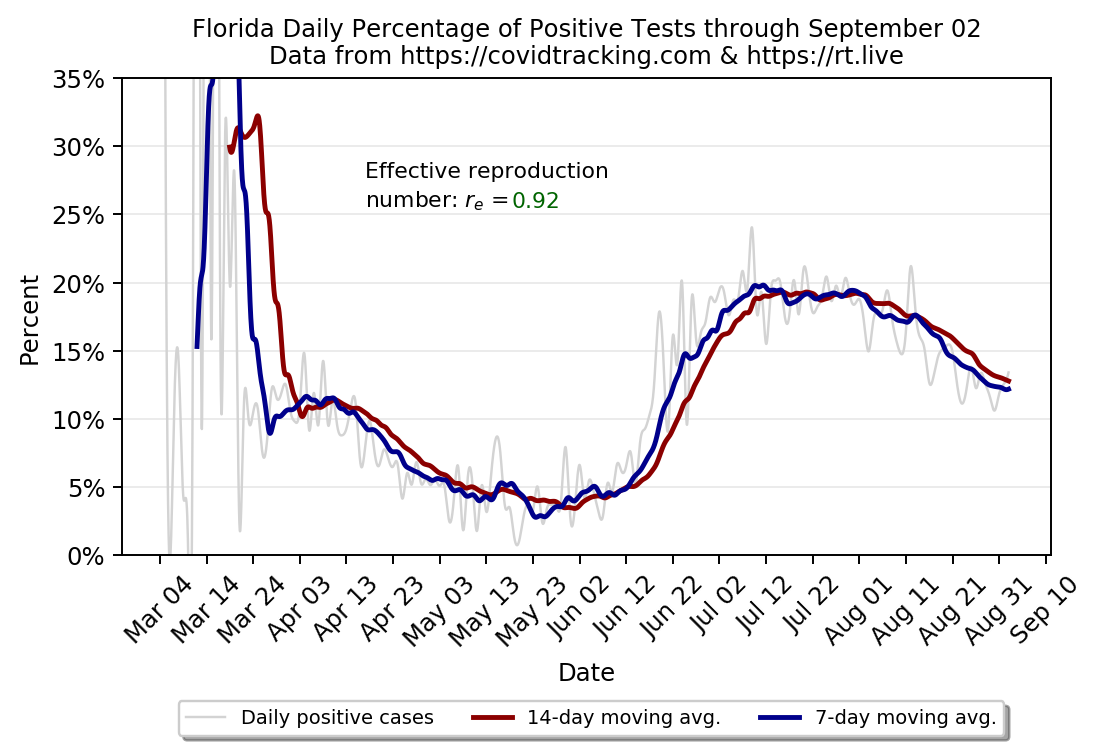 Florida Daily Percentage of Positive Tests through September 02
Data from https://covidtracking.com & https://rt.live
35%
30%
25%
20%
15%
10%
5%
0%
Percent
Effective reproduction
number: rₑ = 0.92
Mar 04
Mar 14
Mar 24
Apr 03
Apr 13
Apr 23
May 03
May 13
May 23
Jun 02
Jun 12
Jun 22
Jul 02
Jul 12
Jul 22
Aug 01
Aug 11
Aug 21
Aug 31
Sep 10
Date
Daily positive cases
14-day moving avg.
7-day moving avg.